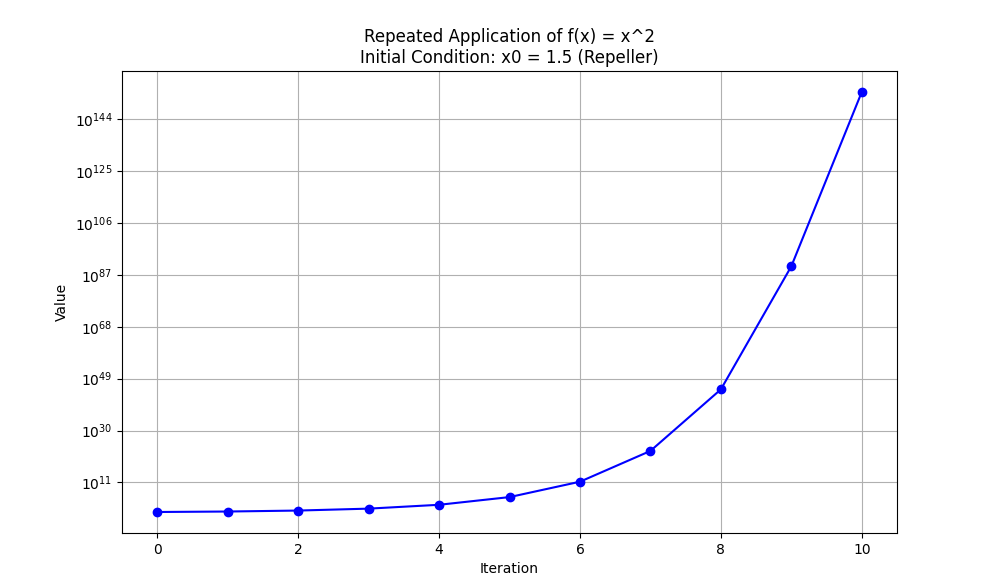 Repeated Application of f(x) = x^2
Initial Condition: x0 = 1.5 (Repeller)
10^144
10^125
10^106
10^87
10^68
10^49
10^30
10^11
Value
0 2 4 6 8 10
Iteration